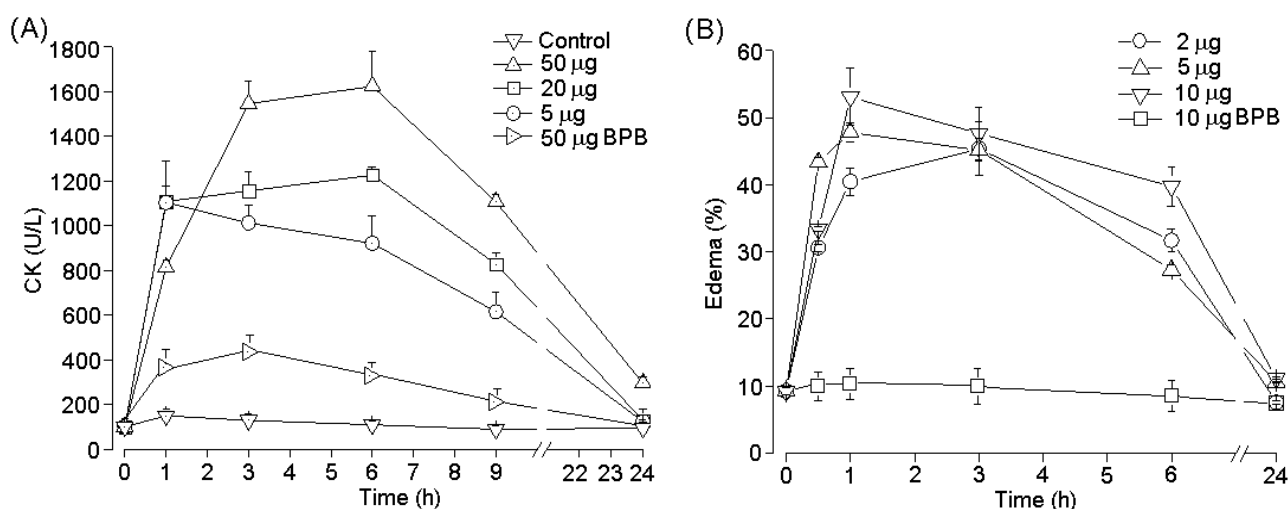 (A)
1800
1600
1400
1200
1000
800
600
400
200
0
CK (U/L)
Control
50 μg
20 μg
5 μg
50 μg BPB
0 1 2 3 4 5 6 7 8 9 22 23 24
Time (h)
(B)
60
50
40
30
20
10
0
Edema (%)
2 μg
5 μg
10 μg
10 μg BPB
0 1 2 3 4 5 6 24
Time (h)